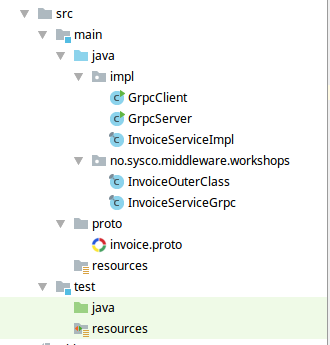 src
main
java
impl
GrpcClient
GrpcServer
InvoiceServiceImpl
no.sysco.middleware.workshops
InvoiceOuterClass
InvoiceServiceGrpc
proto
invoice.proto
resources
test
java
resources